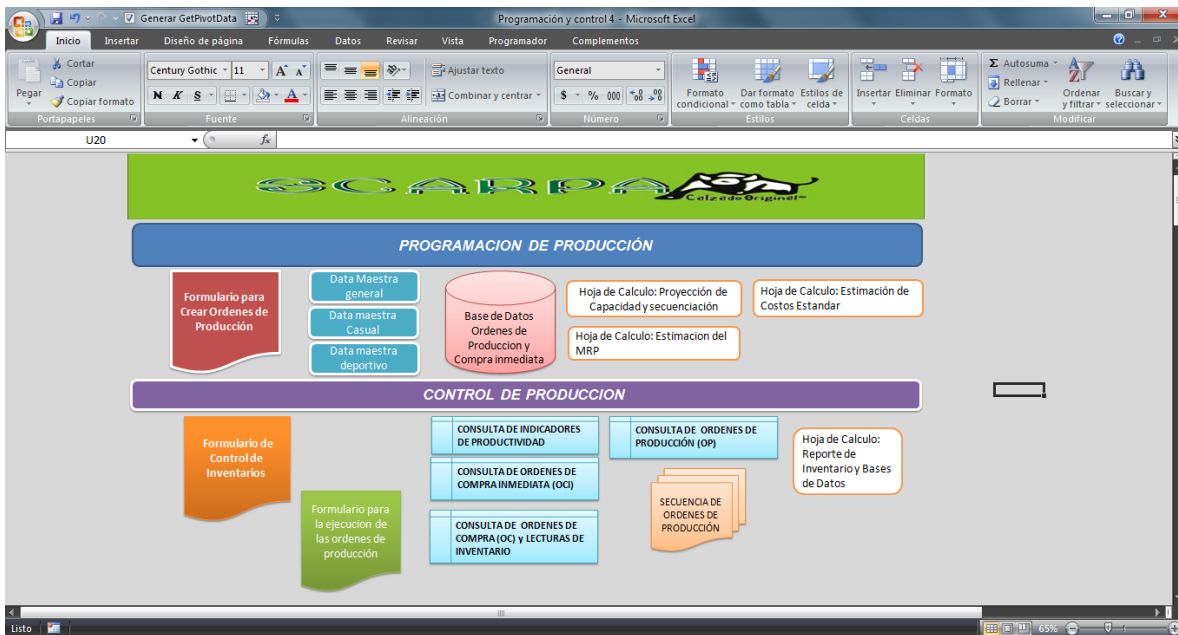 Generar GetPivotData
Programación y control 4 - Microsoft Excel
Inicio Insertar Diseño de página Fórmulas Datos Revisar Vista Programador Complementos
Pegar
Cortar
Copiar
Copiar formato
Portapapeles
Century Gothic 11
N K S
Fuente
Ajustar texto
Combinar y centrar
Alineación
General
$ % 000
Número
Formato condicional
Dar formato como tabla
Estilos de celda
Estilos
Insertar Eliminar Formato
Celdas
Σ Autosuma
Rellenar
Borrar
Ordenar y filtrar
Buscar y seleccionar
Modificar
U20
fx
SCARPA
Calzado Original
PROGRAMACION DE PRODUCCIÓN
Formulario para
Crear Ordenes de
Producción
Data Maestra
general
Data maestra
Casual
Data maestra
deportivo
Base de Datos
Ordenes de
Produccion y
Compra inmediata
Hoja de Calculo: Proyección de
Capacidad y secuenciación
Hoja de Calculo: Estimacion del
MRP
Hoja de Calculo: Estimación de
Costos Estandar
CONTROL DE PRODUCCION
Formulario de
Control de
Inventarios
Formulario para
la ejecucion de
las ordenes de
producción
CONSULTA DE INDICADORES
DE PRODUCTIVIDAD
CONSULTA DE ORDENES DE
COMPRA INMEDIATA (OCI)
CONSULTA DE ORDENES DE
COMPRA (OC) y LECTURAS DE
INVENTARIO
CONSULTA DE ORDENES DE
PRODUCCIÓN (OP)
SECUENCIA DE
ORDENES DE
PRODUCCIÓN
Hoja de Calculo:
Reporte de
Inventario y Bases
de Datos
Listo
65%